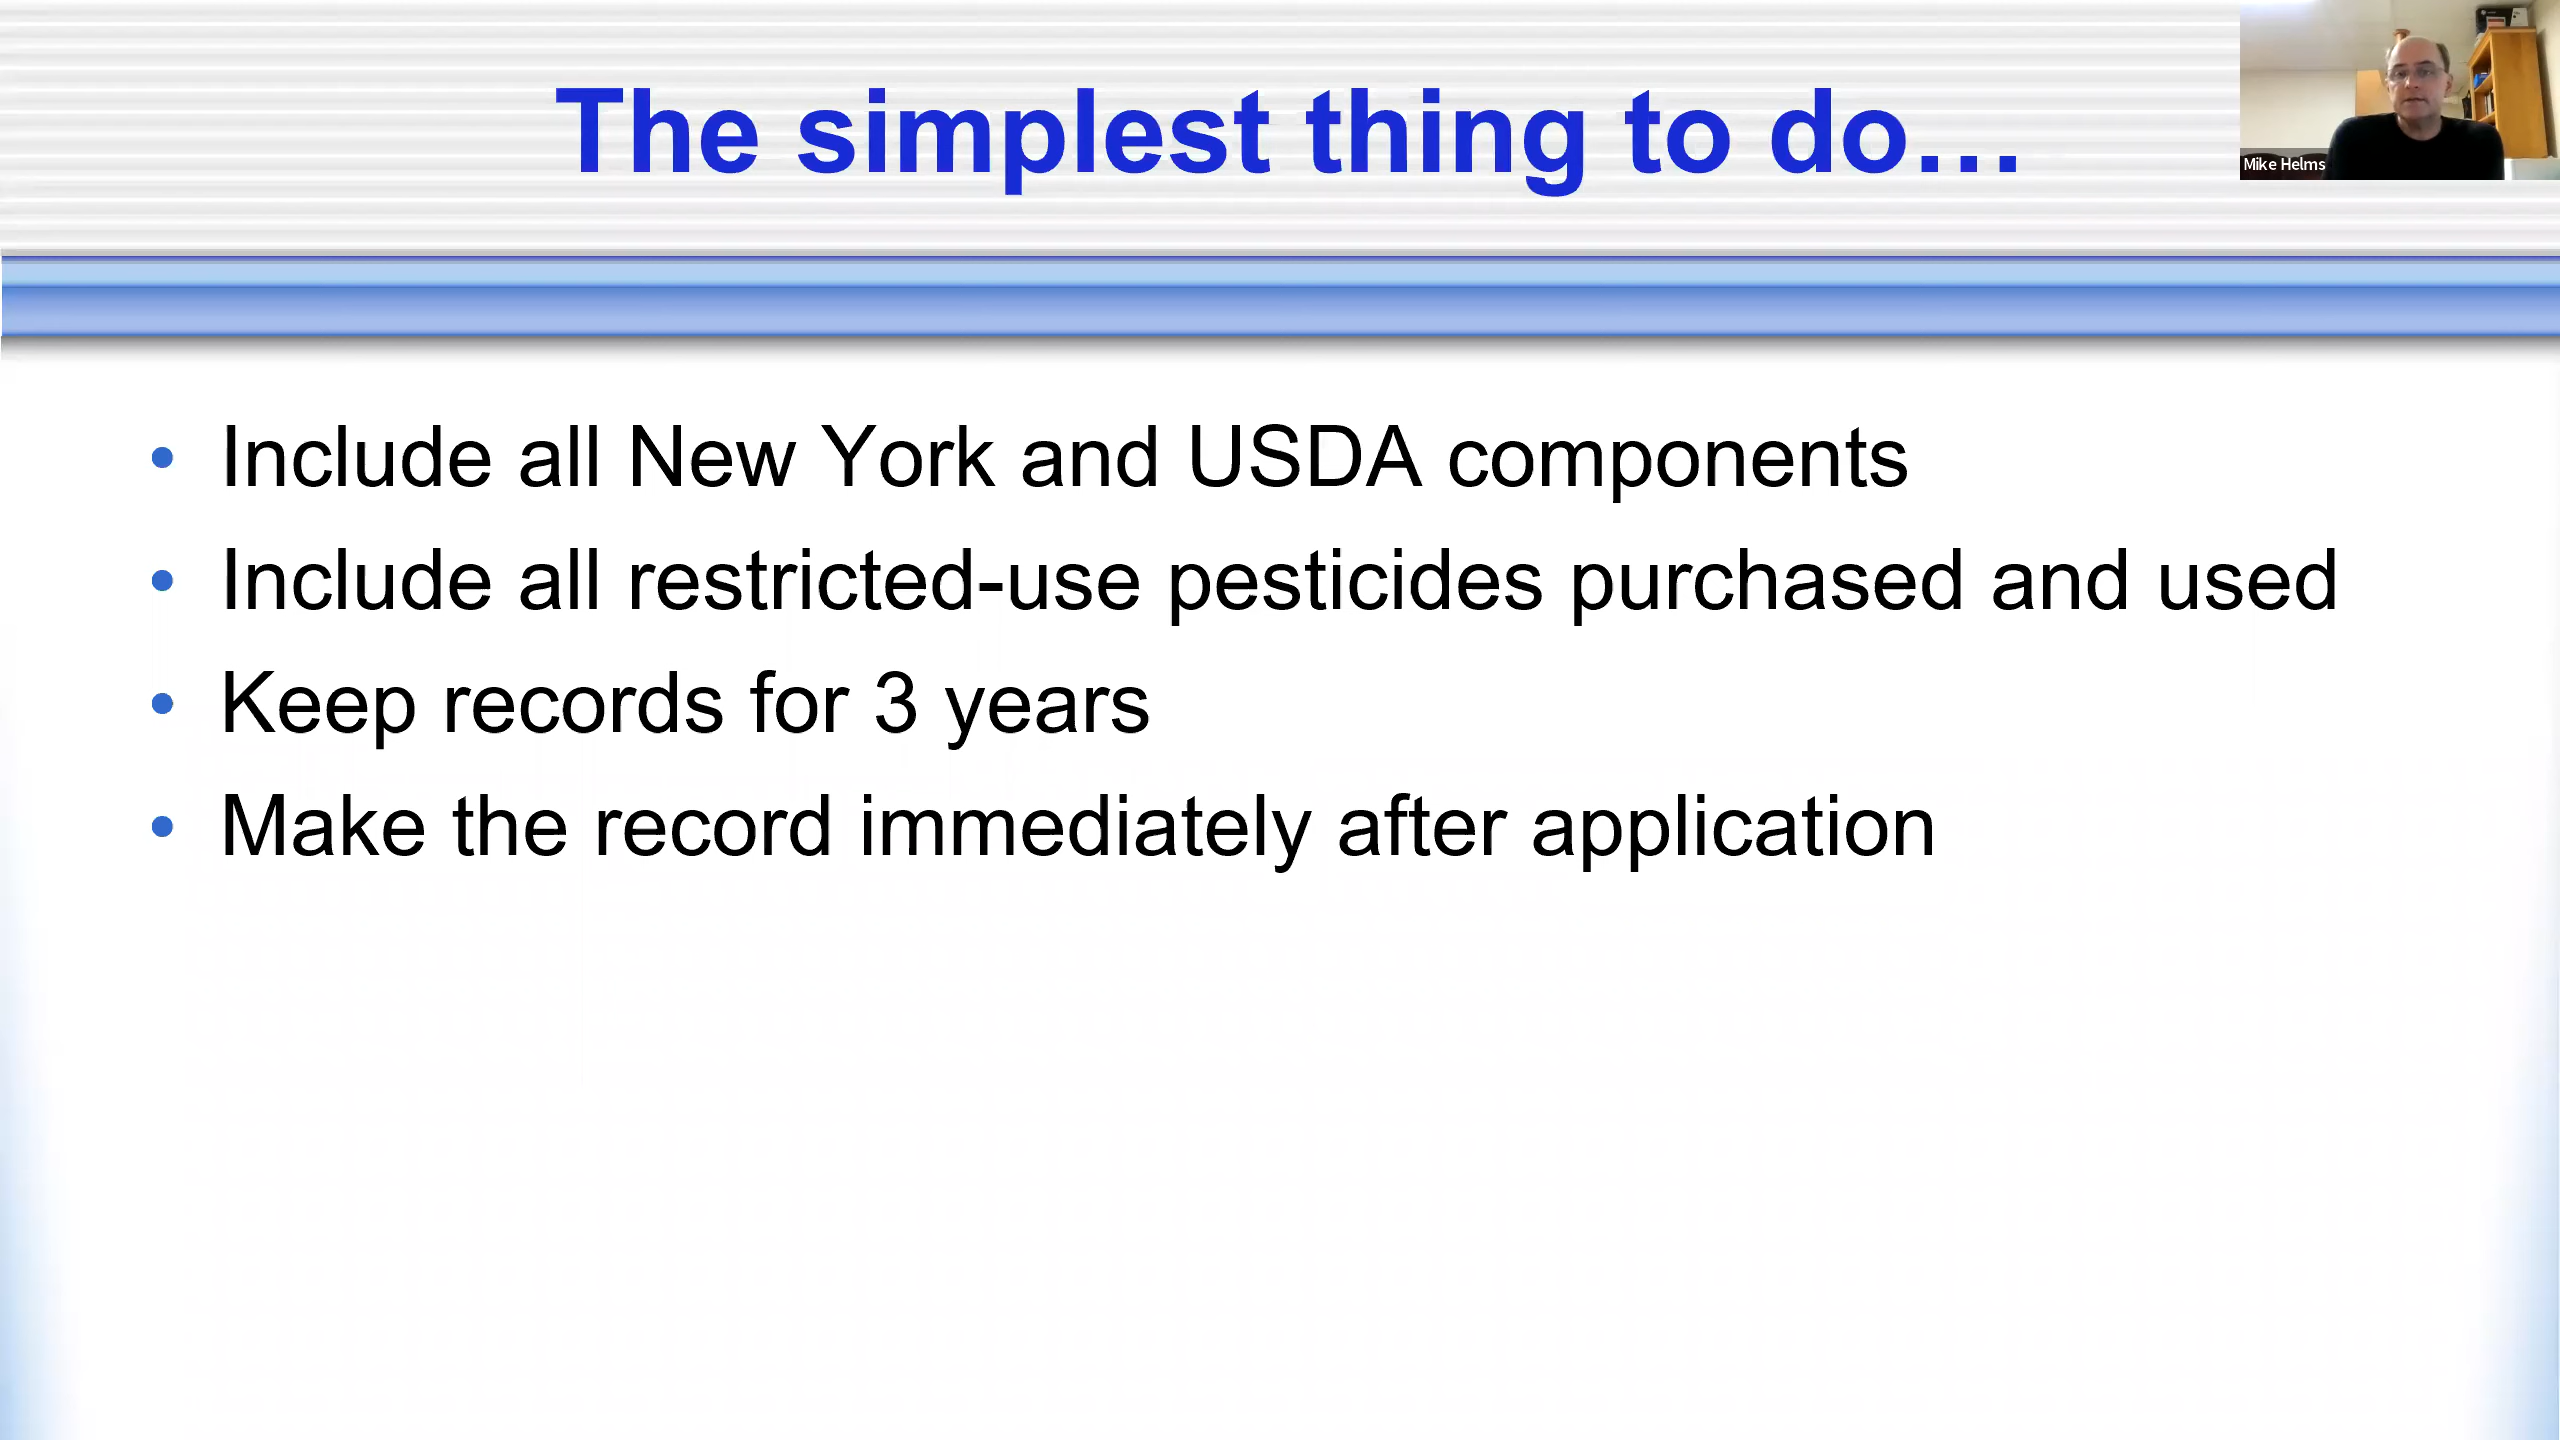 The simplest thing to do…
Mike Helms
• Include all New York and USDA components
• Include all restricted-use pesticides purchased and used
• Keep records for 3 years
• Make the record immediately after application